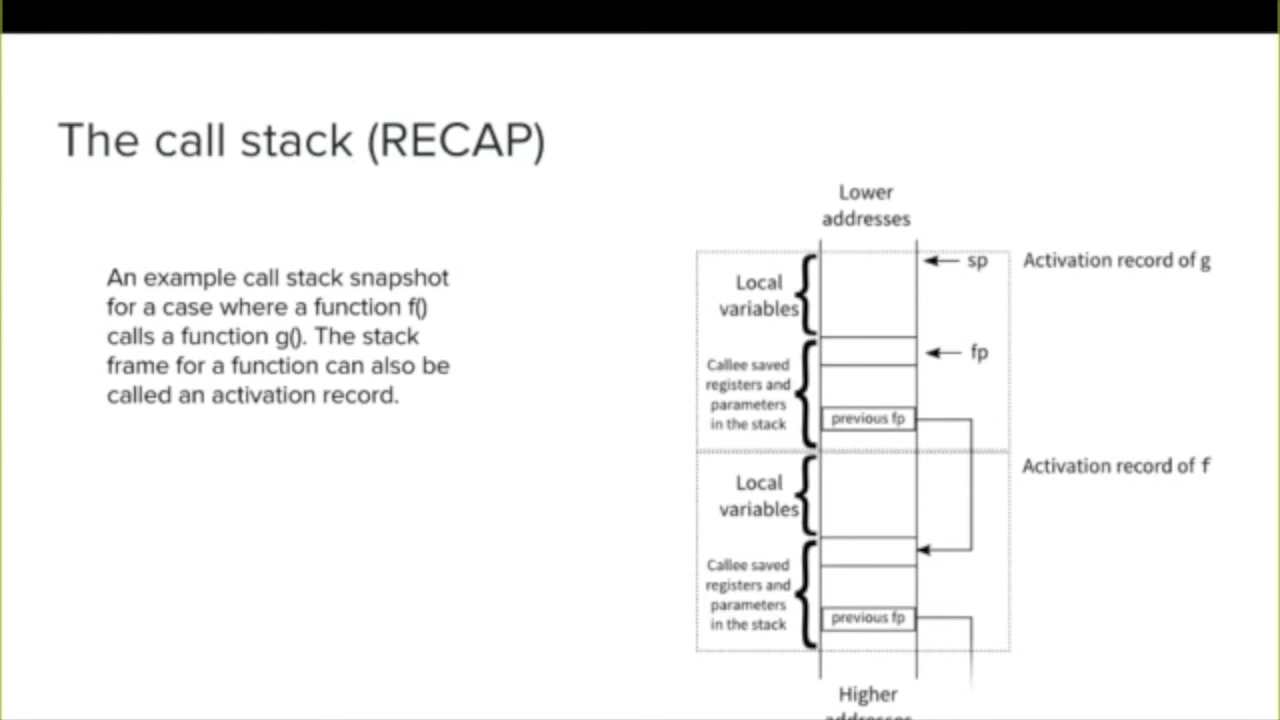 The call stack (RECAP)
An example call stack snapshot
for a case where a function f()
calls a function g(). The stack
frame for a function can also be
called an activation record.
Lower
addresses
sp
Activation record of g
Local
variables
fp
Callee saved
registers and
parameters
in the stack
previous fp
Activation record of f
Local
variables
Callee saved
registers and
parameters
in the stack
previous fp
Higher
addresses